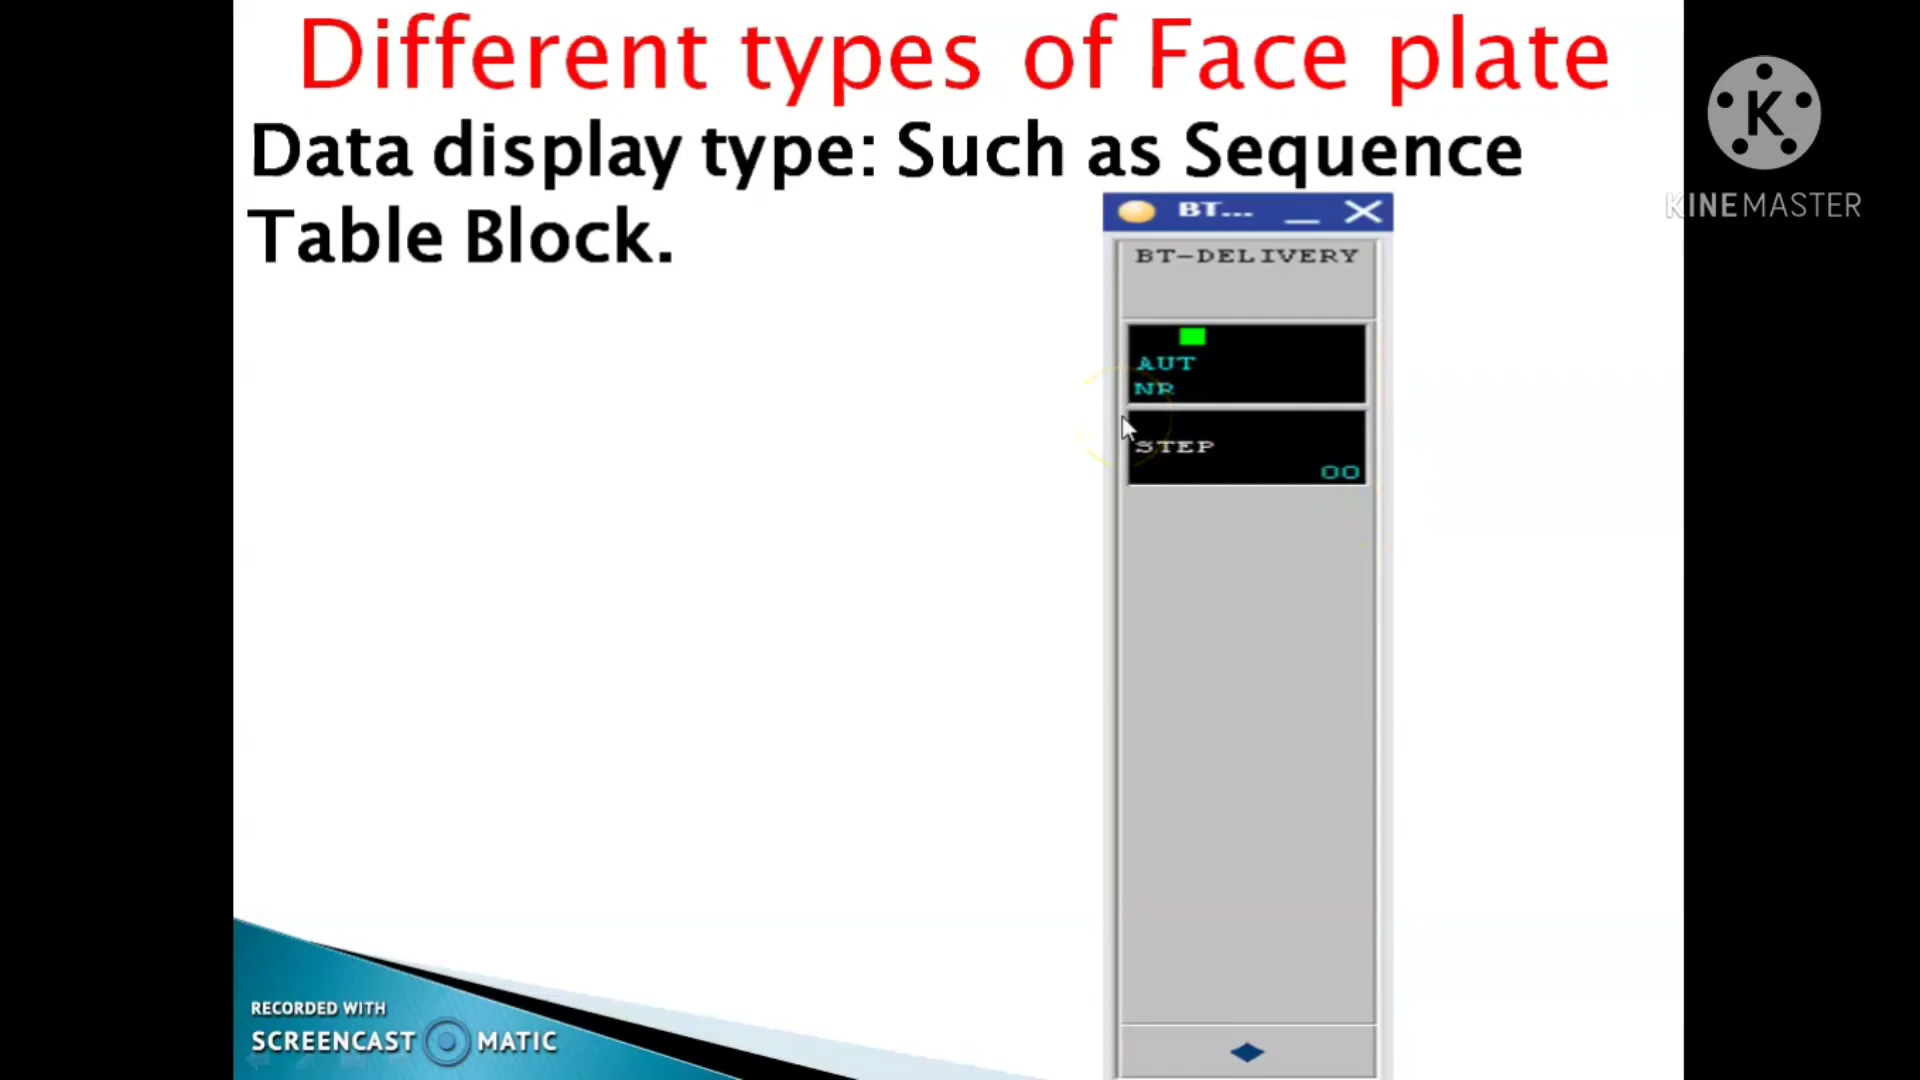 Different types of Face plate
Data display type: Such as Sequence
Table Block.
K
KINEMASTER
BT...
BT-DELIVERY
AUT
NR
STEP
00
RECORDED WITH
SCREENCAST MATIC